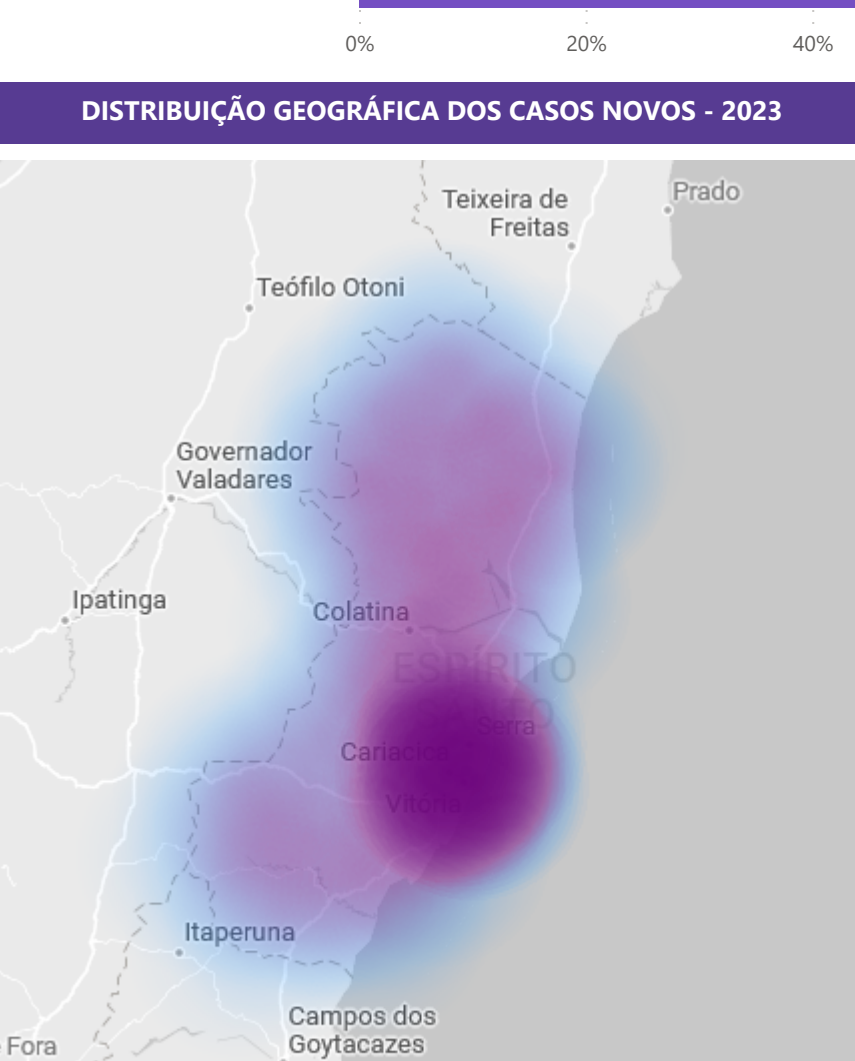 0%
20%
40%
DISTRIBUIÇÃO GEOGRÁFICA DOS CASOS NOVOS - 2023
Prado
Teixeira de
Freitas
Teófilo Otoni
Governador
Valadares
Ipatinga
Colatina
ESPÍRITO
SANTO
Serra
Cariacica
Vitória
Itaperuna
Campos dos
Goytacazes
Fora